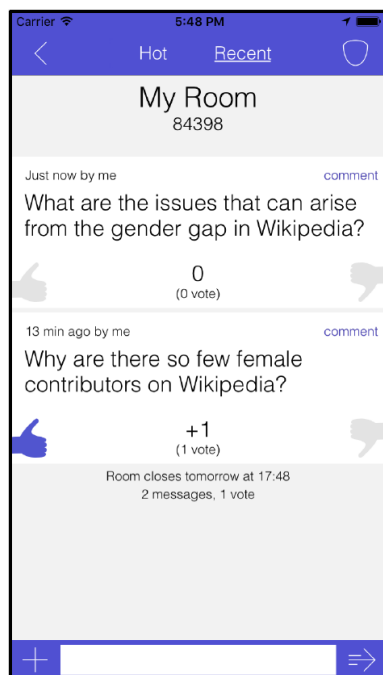 Carrier 5:48 PM
Hot Recent
My Room
84398
Just now by me comment
What are the issues that can arise
from the gender gap in Wikipedia?
0
(0 vote)
13 min ago by me comment
Why are there so few female
contributors on Wikipedia?
+1
(1 vote)
Room closes tomorrow at 17:48
2 messages, 1 vote